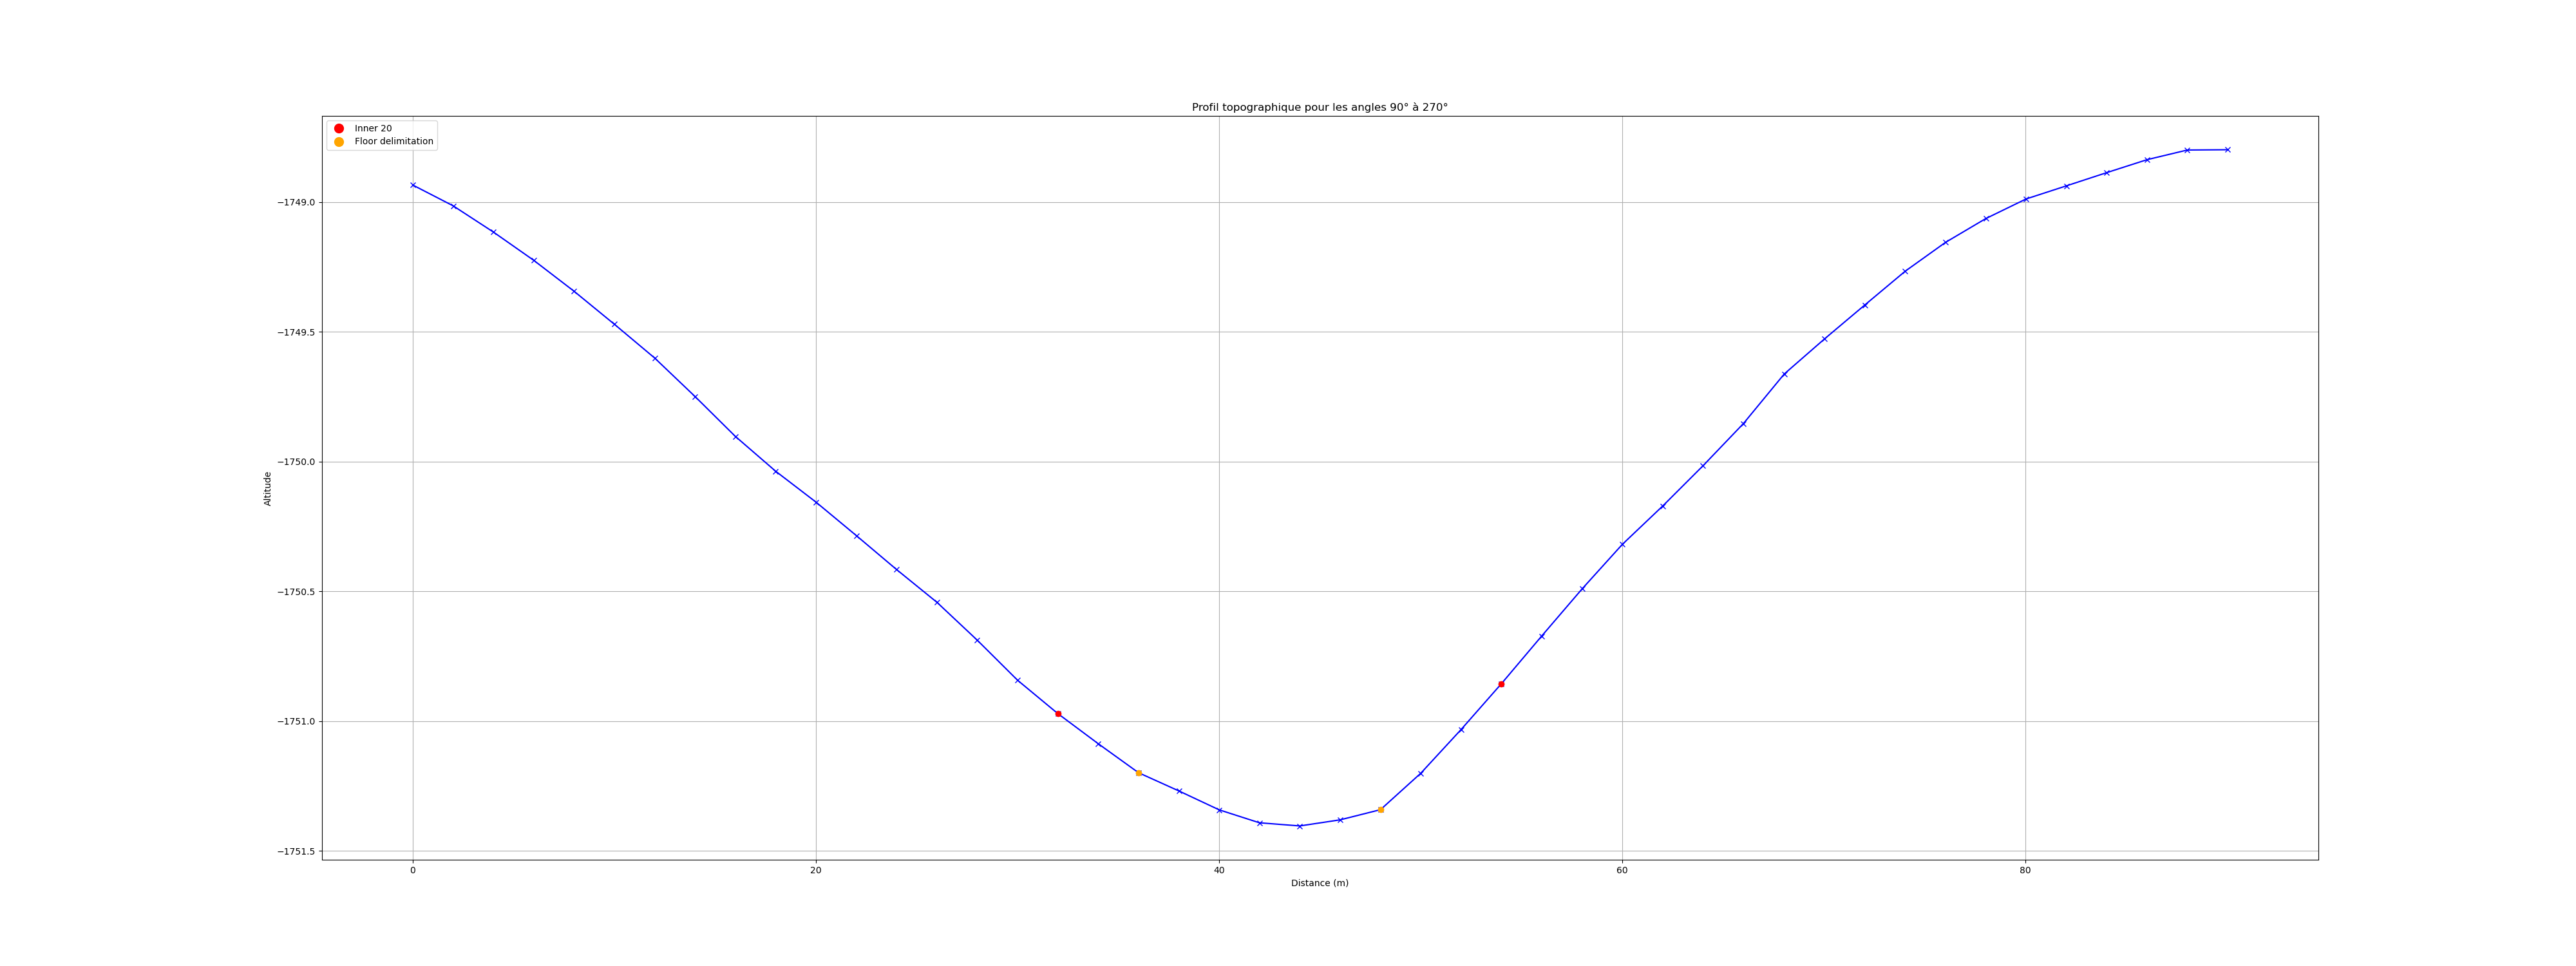 Profil topographique pour les angles 90° à 270°
Inner 20
Floor delimitation
−1749.0
−1749.5
−1750.0
−1750.5
−1751.0
−1751.5
Altitude
0 20 40 60 80
Distance (m)